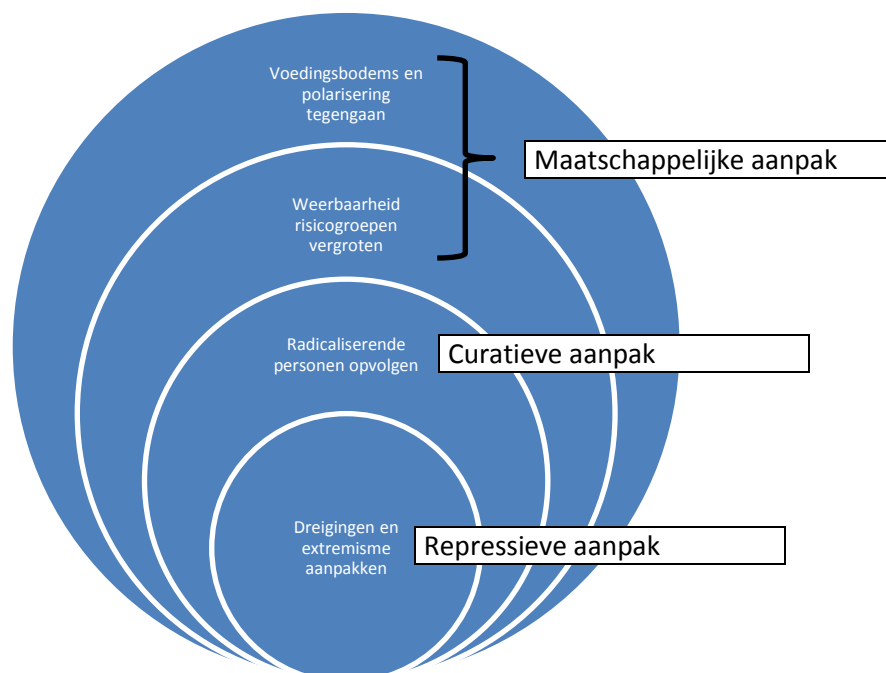 Voedingsbodems en
polarisering
tegengaan
Maatschappelijke aanpak
Weerbaarheid
risicogroepen
vergroten
Radicaliserende
personen opvolgen
Curatieve aanpak
Dreigingen en
extremisme
aanpakken
Repressieve aanpak